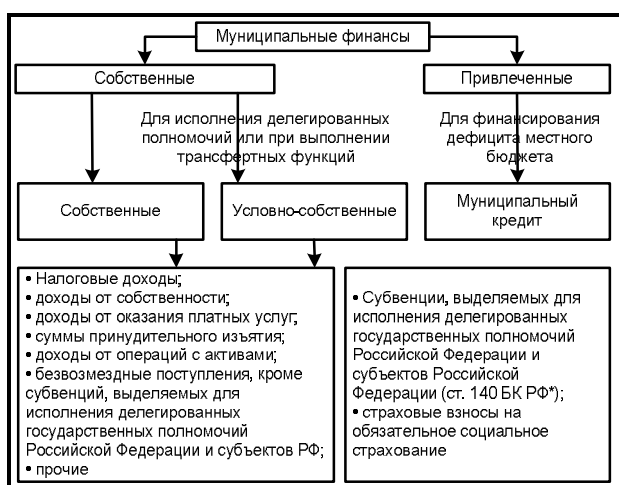 Муниципальные финансы
Собственные
Привлеченные
Для исполнения делегированных
полномочий или при выполнении
трансфертных функций
Для финансирования
дефицита местного
бюджета
Собственные
Условно-собственные
Муниципальный
кредит
• Налоговые доходы;
• доходы от собственности;
• доходы от оказания платных услуг;
• суммы принудительного изъятия;
• доходы от операций с активами;
• безвозмездные поступления, кроме
субвенций, выделяемых для
исполнения делегированных
государственных полномочий
Российской Федерации и субъектов РФ;
• прочие
• Субвенции, выделяемых для
исполнения делегированных
государственных полномочий
Российской Федерации и
субъектов Российской
Федерации (ст. 140 БК РФ*);
• страховые взносы на
обязательное социальное
страхование